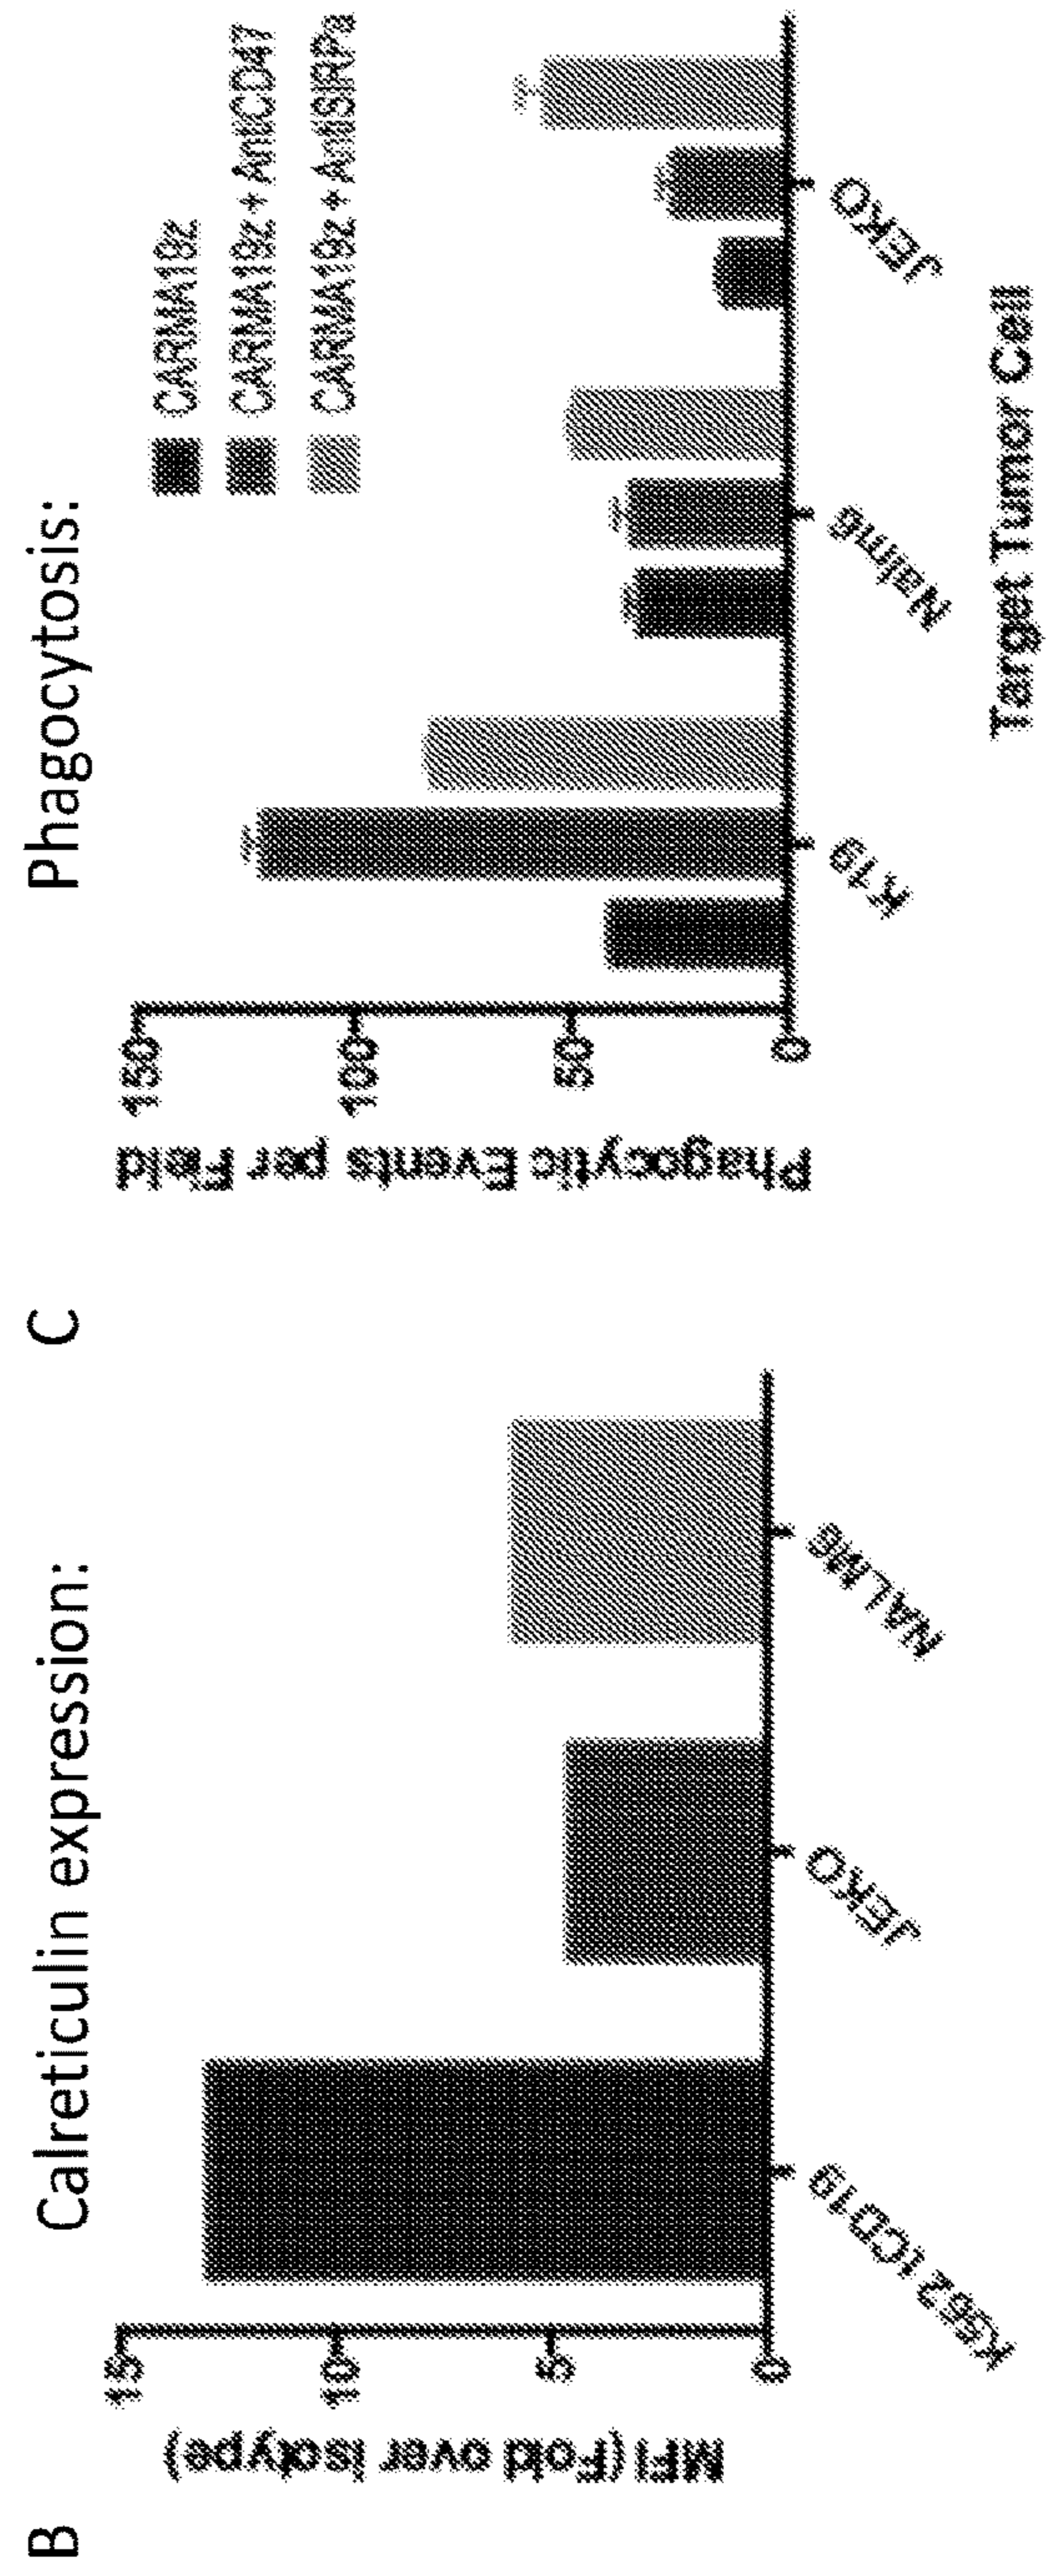 B
Calreticulin expression:
MFI (Fold over isotype)
15
10
5
0
K562 tCD19
JEKO
NALM6
C
Phagocytosis:
CARMA19z
CARMA19z + AntiCD47
CARMA19z + AntiSIRPa
Phagocytic Events per Field
150
100
50
0
K19
Nalm6
JEKO
Target Tumor Cell